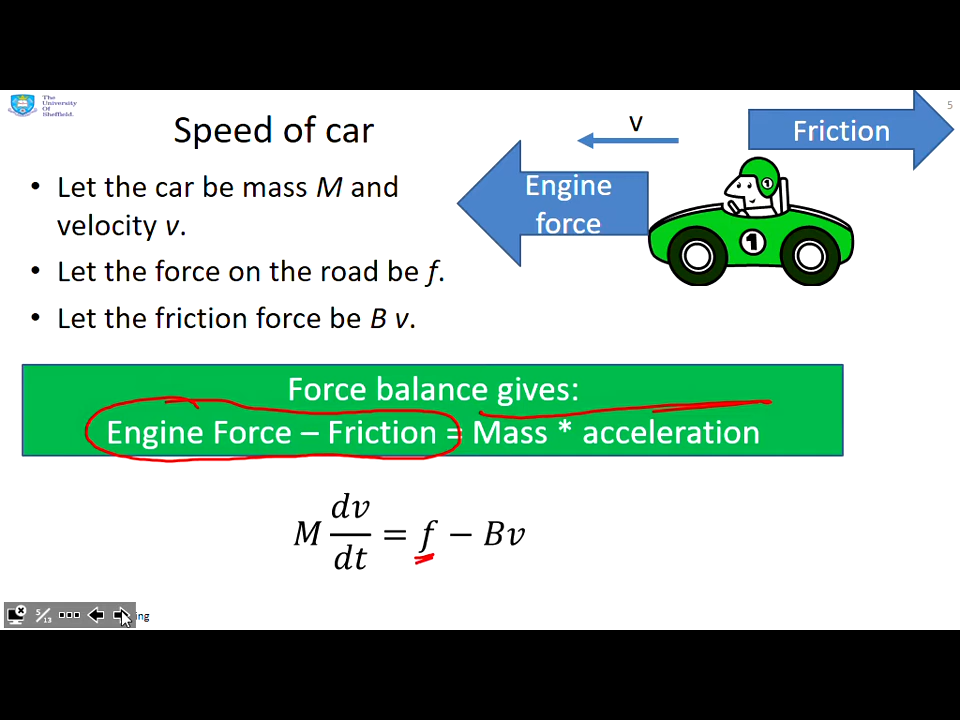 The
University
Of
Sheffield.
5
Speed of car
v
Friction
Engine
force
1
1
• Let the car be mass M and
velocity v.
• Let the force on the road be f.
• Let the friction force be B v.
Force balance gives:
Engine Force – Friction = Mass * acceleration
M dv/dt = f − Bv
5/13
ing